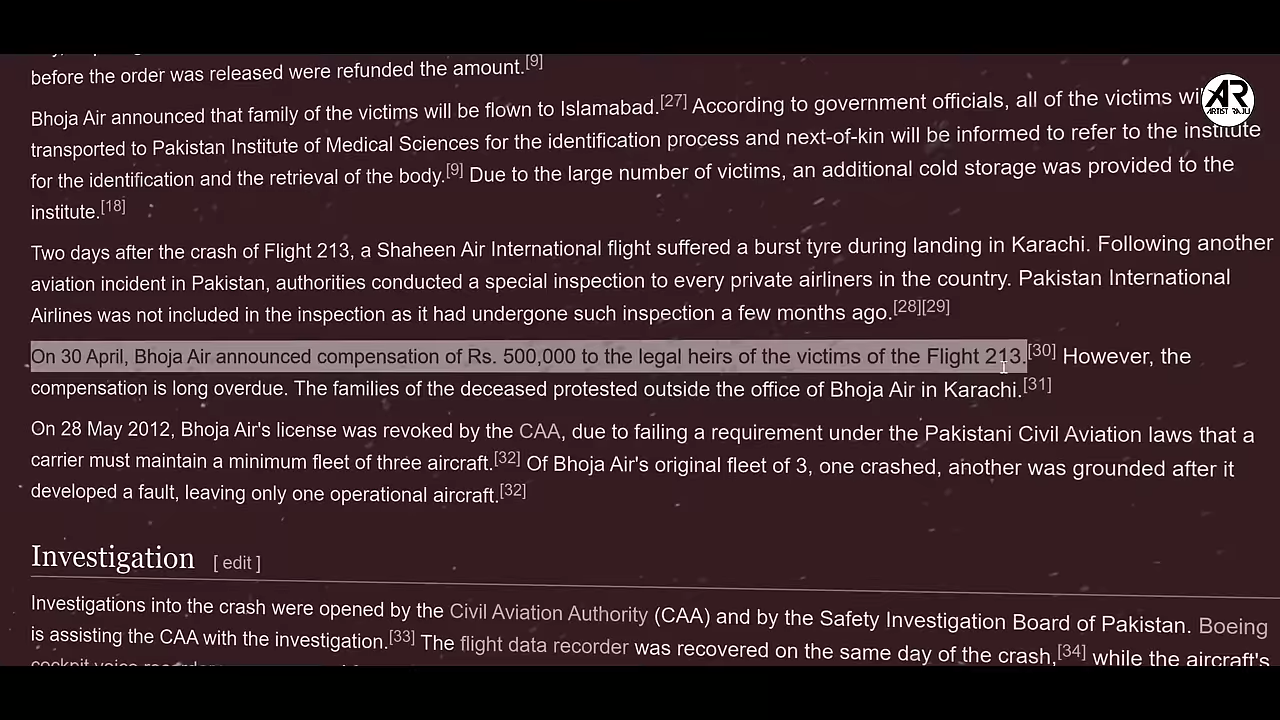 before the order was released were refunded the amount.[9]
AR
ARTIST RAJU
Bhoja Air announced that family of the victims will be flown to Islamabad.[27] According to government officials, all of the victims
transported to Pakistan Institute of Medical Sciences for the identification process and next-of-kin will be informed to refer to the institute
for the identification and the retrieval of the body.[9] Due to the large number of victims, an additional cold storage was provided to the
institute.[18]
Two days after the crash of Flight 213, a Shaheen Air International flight suffered a burst tyre during landing in Karachi. Following another
aviation incident in Pakistan, authorities conducted a special inspection to every private airliners in the country. Pakistan International
Airlines was not included in the inspection as it had undergone such inspection a few months ago.[28][29]
On 30 April, Bhoja Air announced compensation of Rs. 500,000 to the legal heirs of the victims of the Flight 213.[30] However, the
compensation is long overdue. The families of the deceased protested outside the office of Bhoja Air in Karachi.[31]
On 28 May 2012, Bhoja Air's license was revoked by the CAA, due to failing a requirement under the Pakistani Civil Aviation laws that a
carrier must maintain a minimum fleet of three aircraft.[32] Of Bhoja Air's original fleet of 3, one crashed, another was grounded after it
developed a fault, leaving only one operational aircraft.[32]
Investigation [ edit ]
Investigations into the crash were opened by the Civil Aviation Authority (CAA) and by the Safety Investigation Board of Pakistan. Boeing
is assisting the CAA with the investigation.[33] The flight data recorder was recovered on the same day of the crash,[34] while the aircraft's